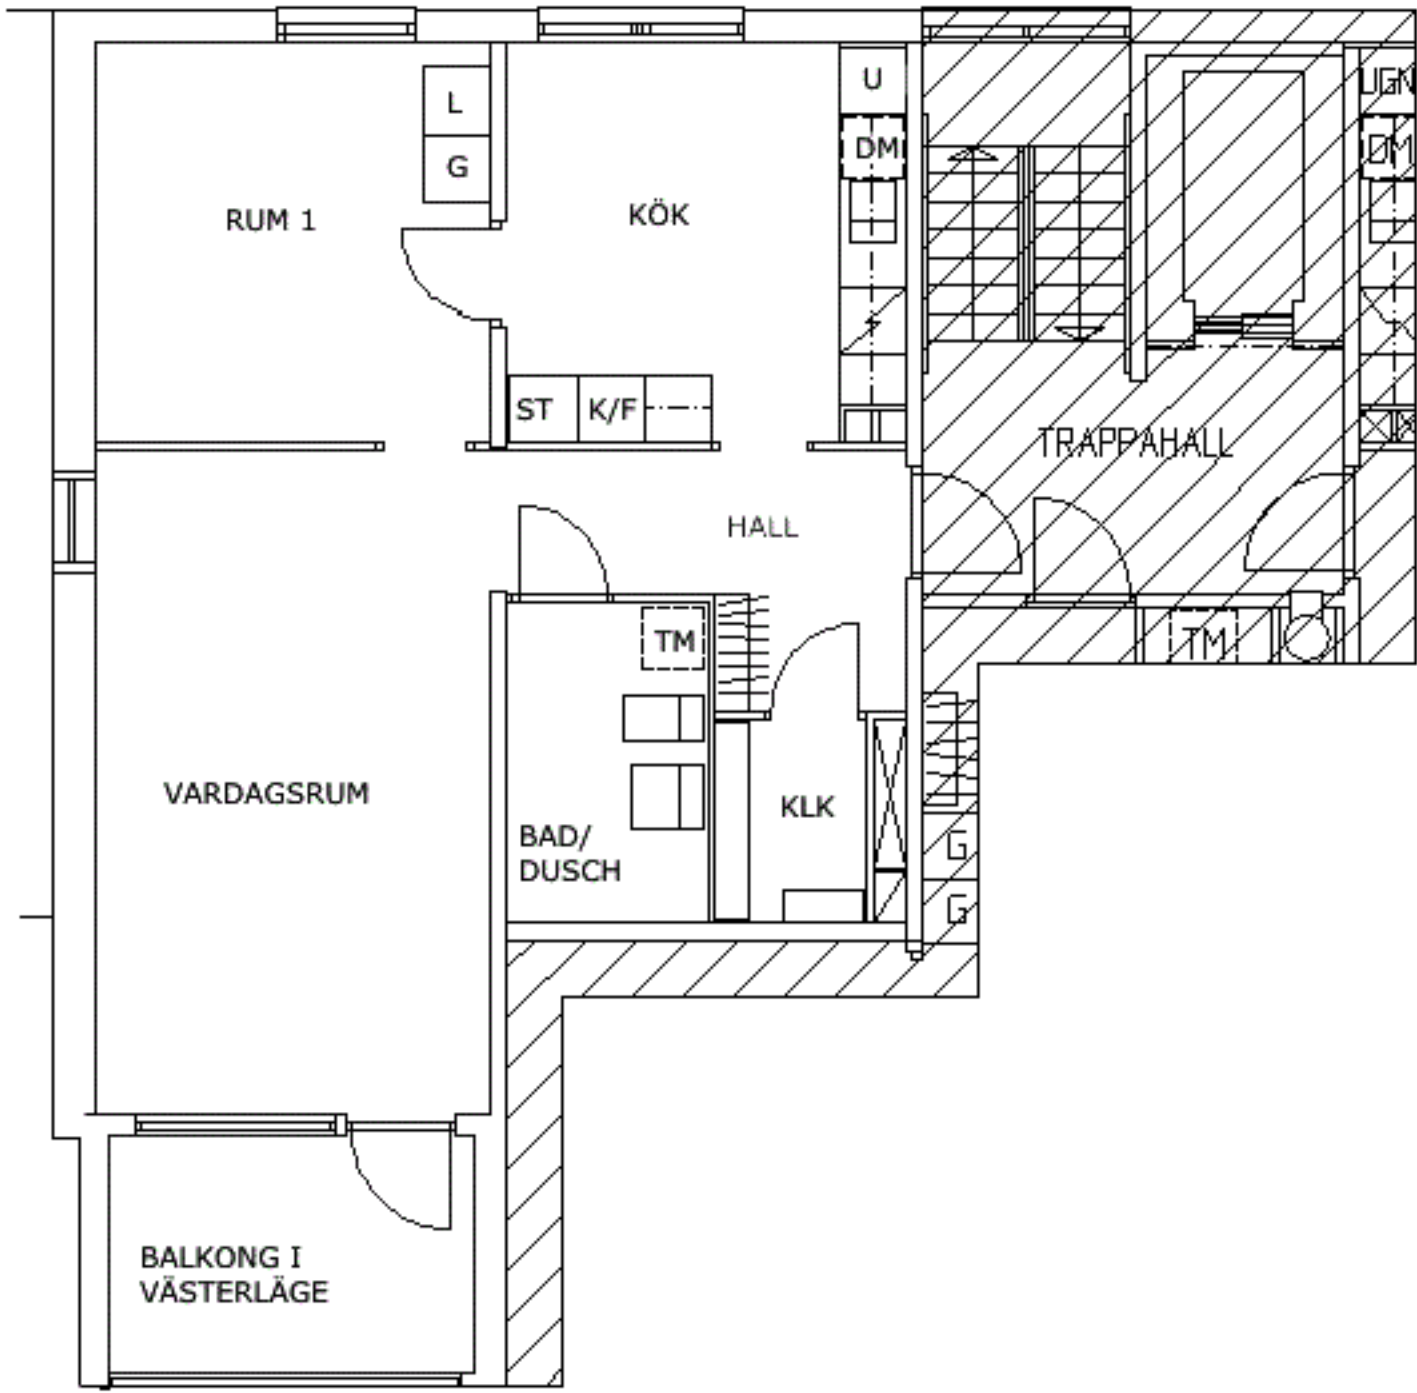 U
UGN
L
DM
DM
G
RUM 1
KÖK
ST
K/F
TRAPPAHALL
HALL
TM
TM
VARDAGSRUM
KLK
BAD/
DUSCH
G
G
BALKONG I
VÄSTERLÄGE